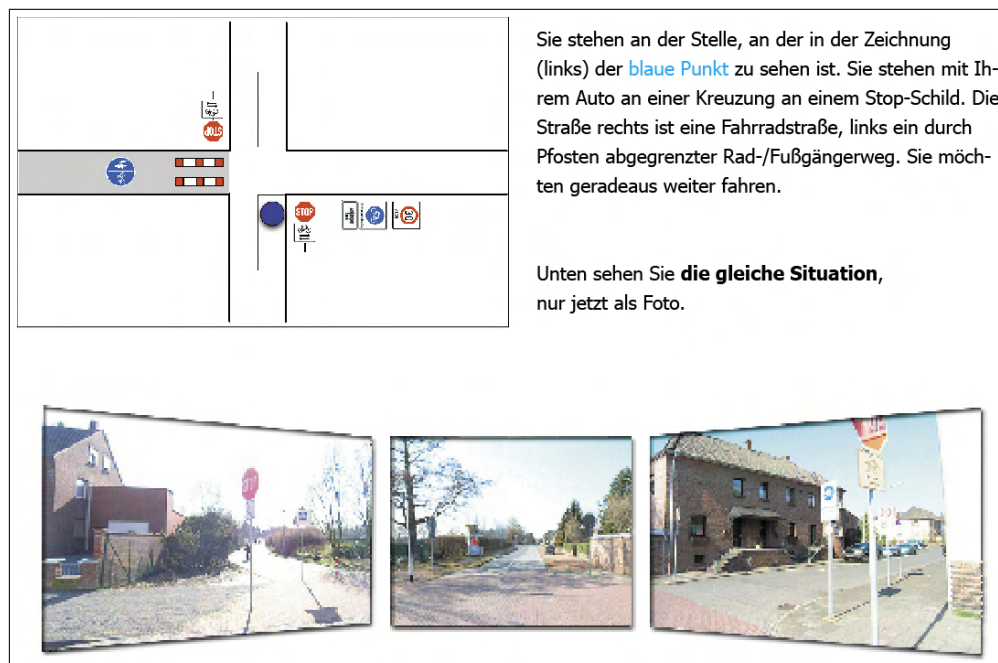 Sie stehen an der Stelle, an der in der Zeichnung
(links) der blaue Punkt zu sehen ist. Sie stehen mit Ih-
rem Auto an einer Kreuzung an einem Stop-Schild. Die
Straße rechts ist eine Fahrradstraße, links ein durch
Pfosten abgegrenzter Rad-/Fußgängerweg. Sie möch-
ten geradeaus weiter fahren.
STOP
STOP
30
Unten sehen Sie die gleiche Situation,
nur jetzt als Foto.